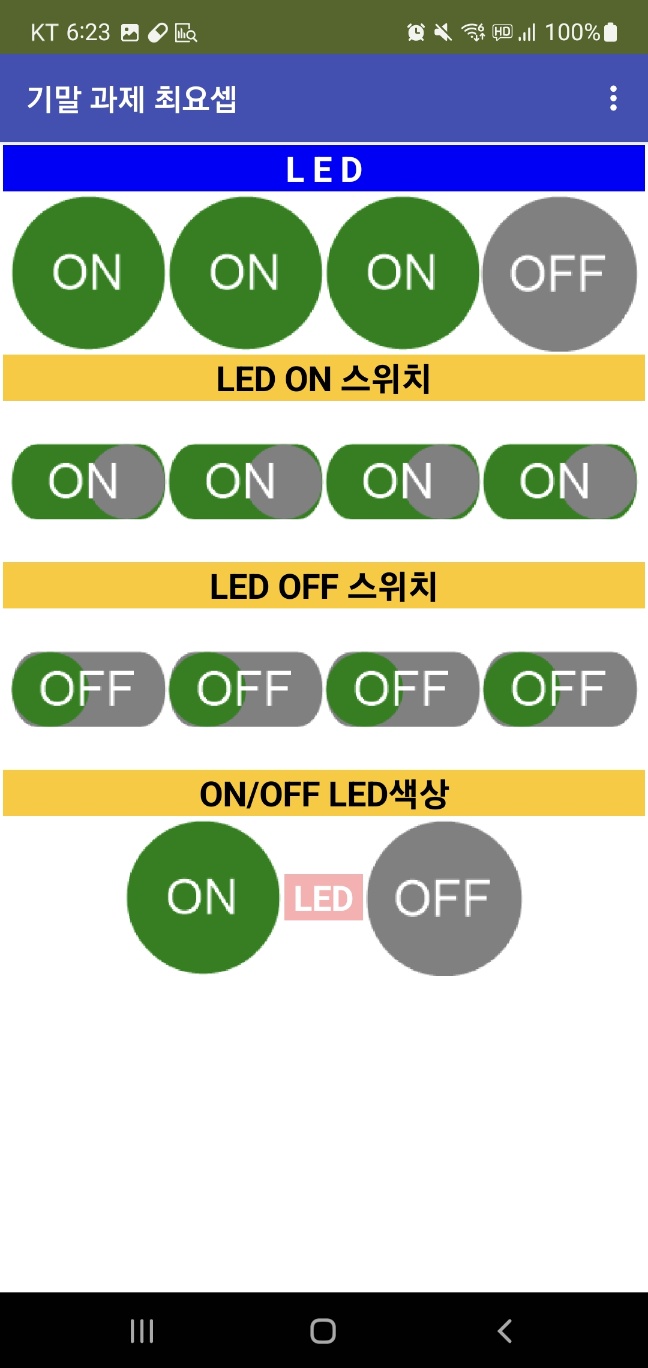 KT 6:23 HD 100%
기말 과제 최요셉
L E D
ON ON ON OFF
LED ON 스위치
ON ON ON ON
LED OFF 스위치
OFF OFF OFF OFF
ON/OFF LED색상
ON LED OFF